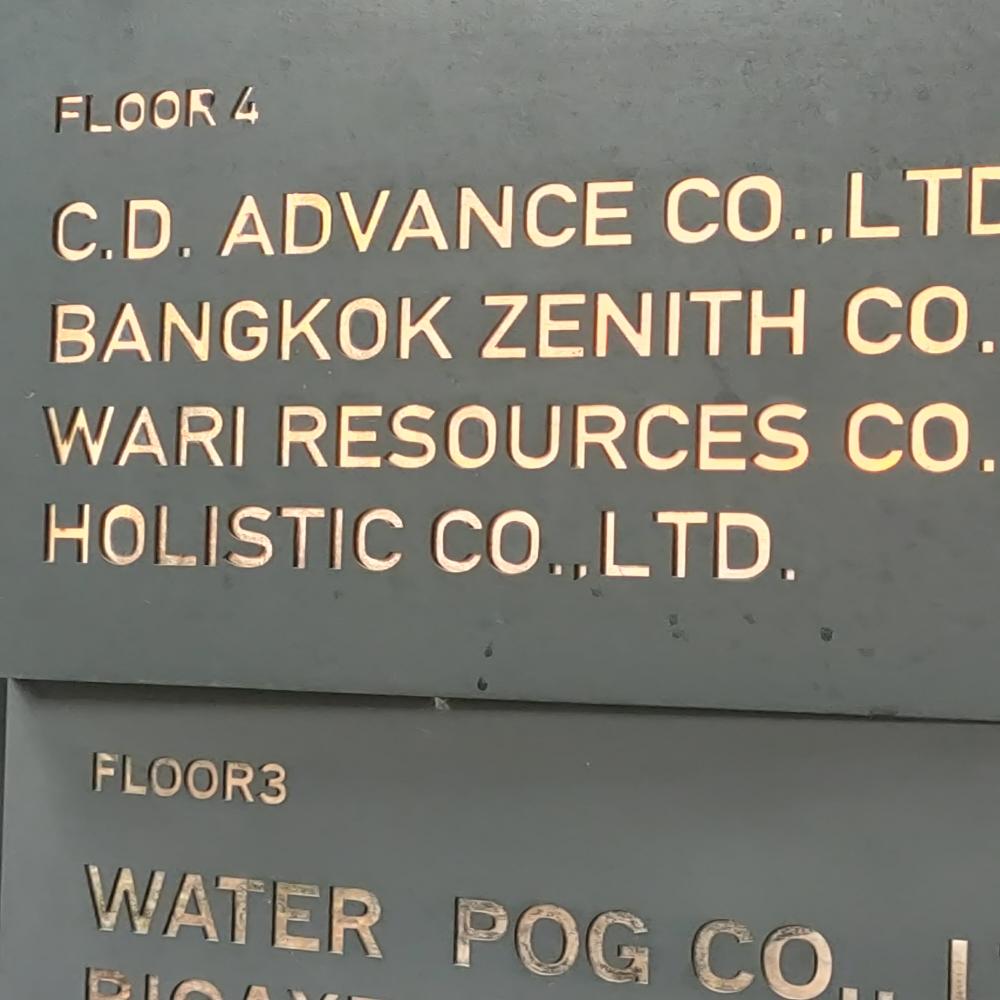 FLOOR 4
C.D. ADVANCE CO.,LTD
BANGKOK ZENITH CO.
WARI RESOURCES CO.
HOLISTIC CO.,LTD.
FLOOR3
WATER POG CO.,